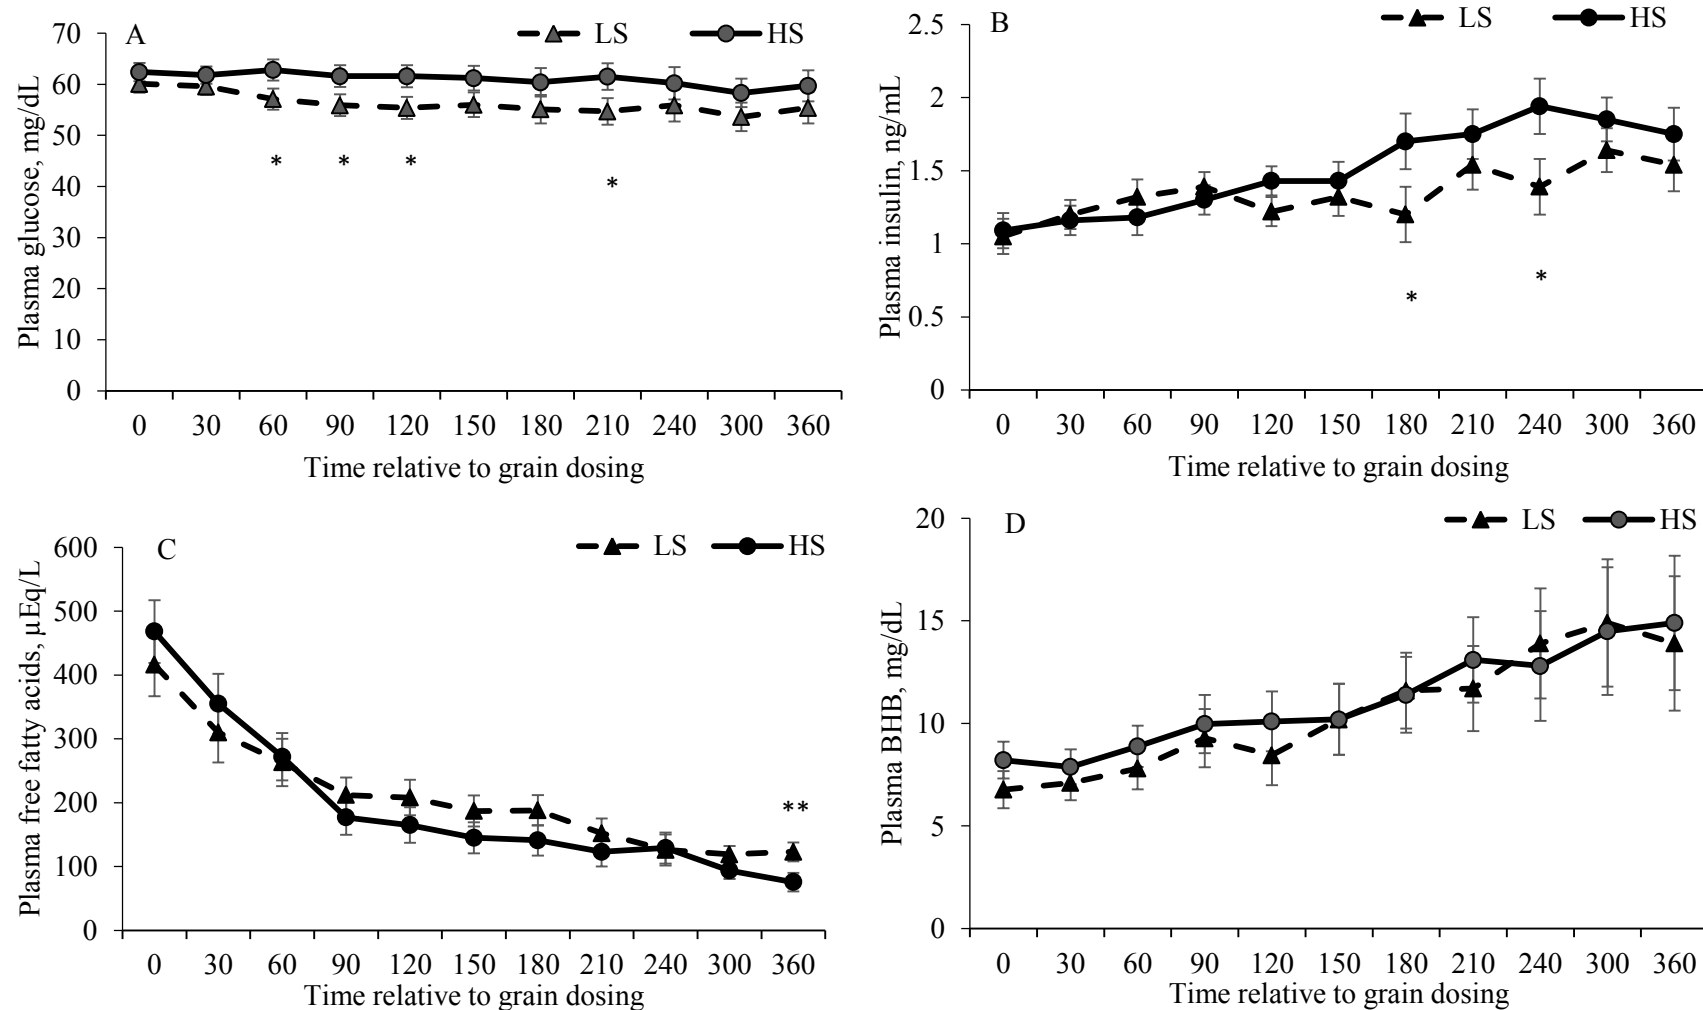 A
LS HS
70
60
50
40
30
20
10
0
Plasma glucose, mg/dL
* * * *
0 30 60 90 120 150 180 210 240 300 360
Time relative to grain dosing
B
LS HS
2.5
2
1.5
1
0.5
0
Plasma insulin, ng/mL
* *
0 30 60 90 120 150 180 210 240 300 360
Time relative to grain dosing
C
LS HS
600
500
400
300
200
100
0
Plasma free fatty acids, µEq/L
**
0 30 60 90 120 150 180 210 240 300 360
Time relative to grain dosing
D
LS HS
20
15
10
5
0
Plasma BHB, mg/dL
0 30 60 90 120 150 180 210 240 300 360
Time relative to grain dosing